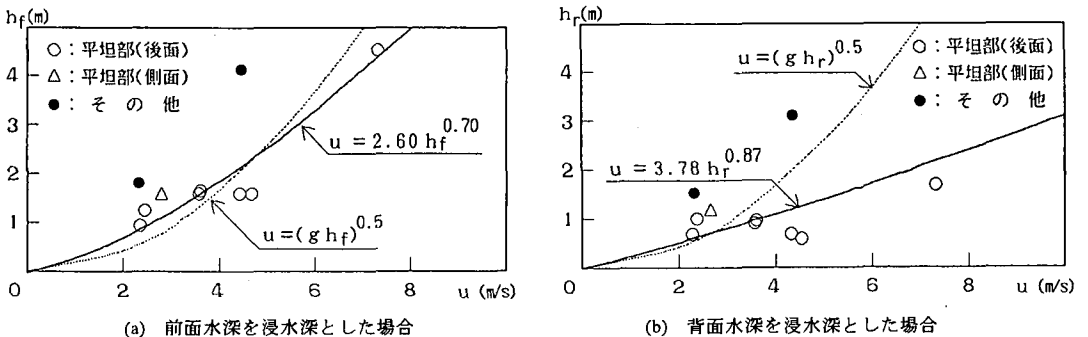 h_f(m)
○: 平坦部(後面)
△: 平坦部(側面)
●: そ の 他
4
3
2
1
0
2
4
6
8
u (m/s)
u = 2.60 h_f^0.70
u=(g h_f)^0.5
(a) 前面水深を浸水深とした場合
h_r(m)
u=(g h_r)^0.5
○: 平坦部(後面)
△: 平坦部(側面)
●: そ の 他
4
3
2
1
0
2
4
6
8
u (m/s)
u = 3.78 h_r^0.87
(b) 背面水深を浸水深とした場合